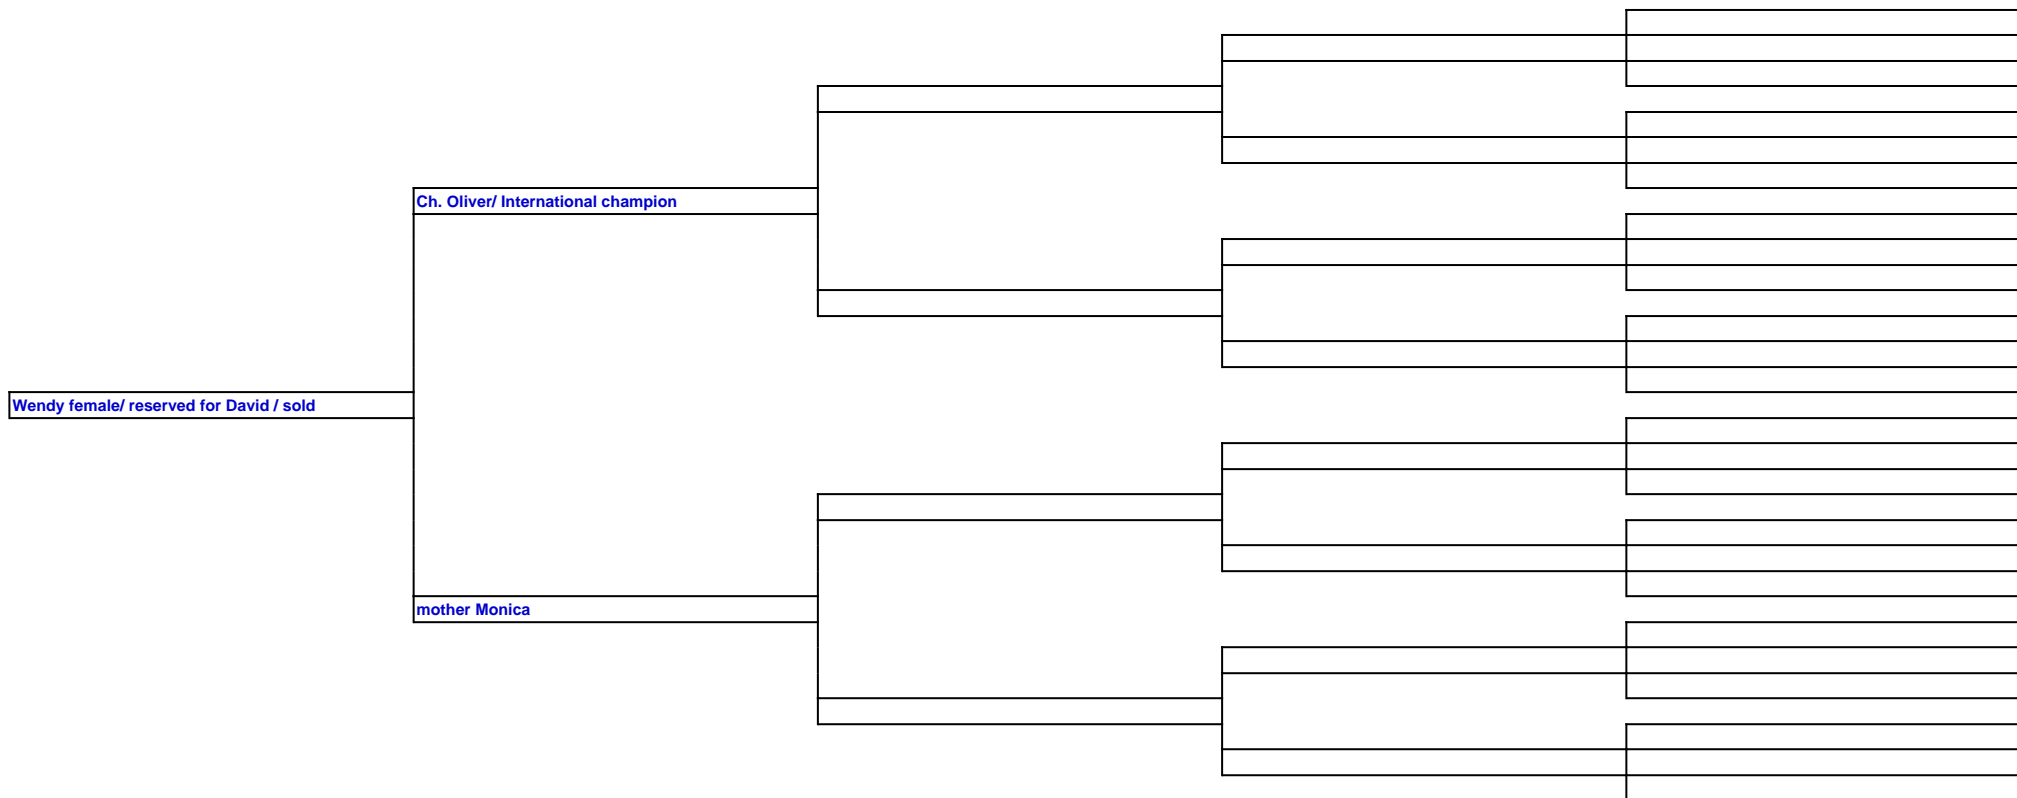 Ch. Oliver/ International champion
Wendy female/ reserved for David / sold
mother Monica